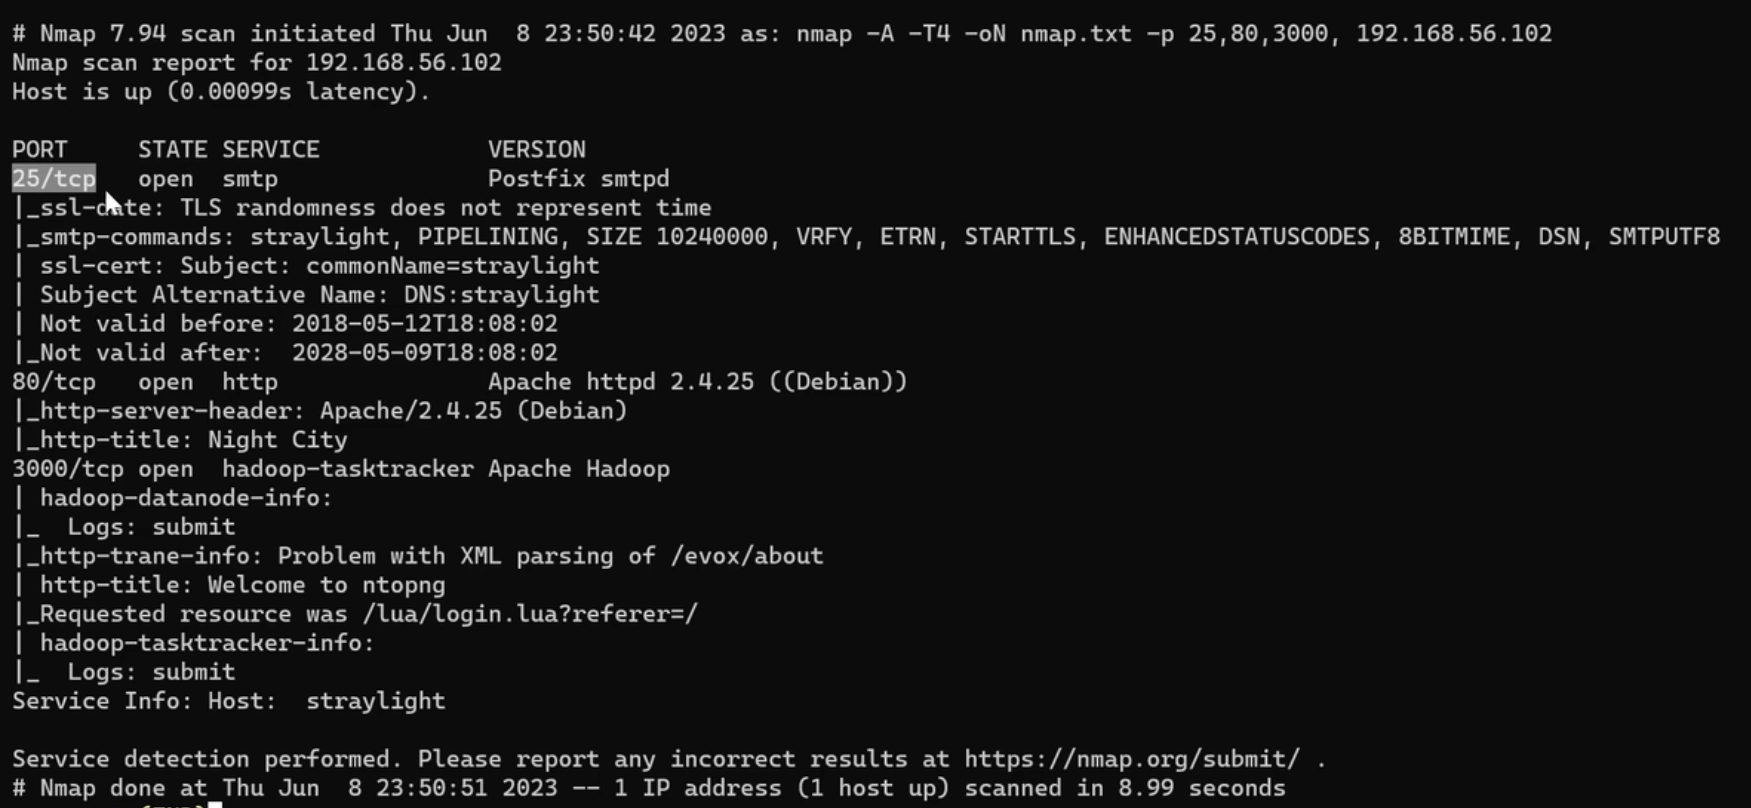 # Nmap 7.94 scan initiated Thu Jun  8 23:50:42 2023 as: nmap -A -T4 -oN nmap.txt -p 25,80,3000, 192.168.56.102
Nmap scan report for 192.168.56.102
Host is up (0.00099s latency).

PORT     STATE SERVICE            VERSION
25/tcp   open  smtp               Postfix smtpd
|_ssl-date: TLS randomness does not represent time
|_smtp-commands: straylight, PIPELINING, SIZE 10240000, VRFY, ETRN, STARTTLS, ENHANCEDSTATUSCODES, 8BITMIME, DSN, SMTPUTF8
| ssl-cert: Subject: commonName=straylight
| Subject Alternative Name: DNS:straylight
| Not valid before: 2018-05-12T18:08:02
|_Not valid after:  2028-05-09T18:08:02
80/tcp   open  http               Apache httpd 2.4.25 ((Debian))
|_http-server-header: Apache/2.4.25 (Debian)
|_http-title: Night City
3000/tcp open  hadoop-tasktracker Apache Hadoop
| hadoop-datanode-info:
|_  Logs: submit
|_http-trane-info: Problem with XML parsing of /evox/about
| http-title: Welcome to ntopng
|_Requested resource was /lua/login.lua?referer=/
| hadoop-tasktracker-info:
|_  Logs: submit
Service Info: Host:  straylight

Service detection performed. Please report any incorrect results at https://nmap.org/submit/ .
# Nmap done at Thu Jun  8 23:50:51 2023 -- 1 IP address (1 host up) scanned in 8.99 seconds